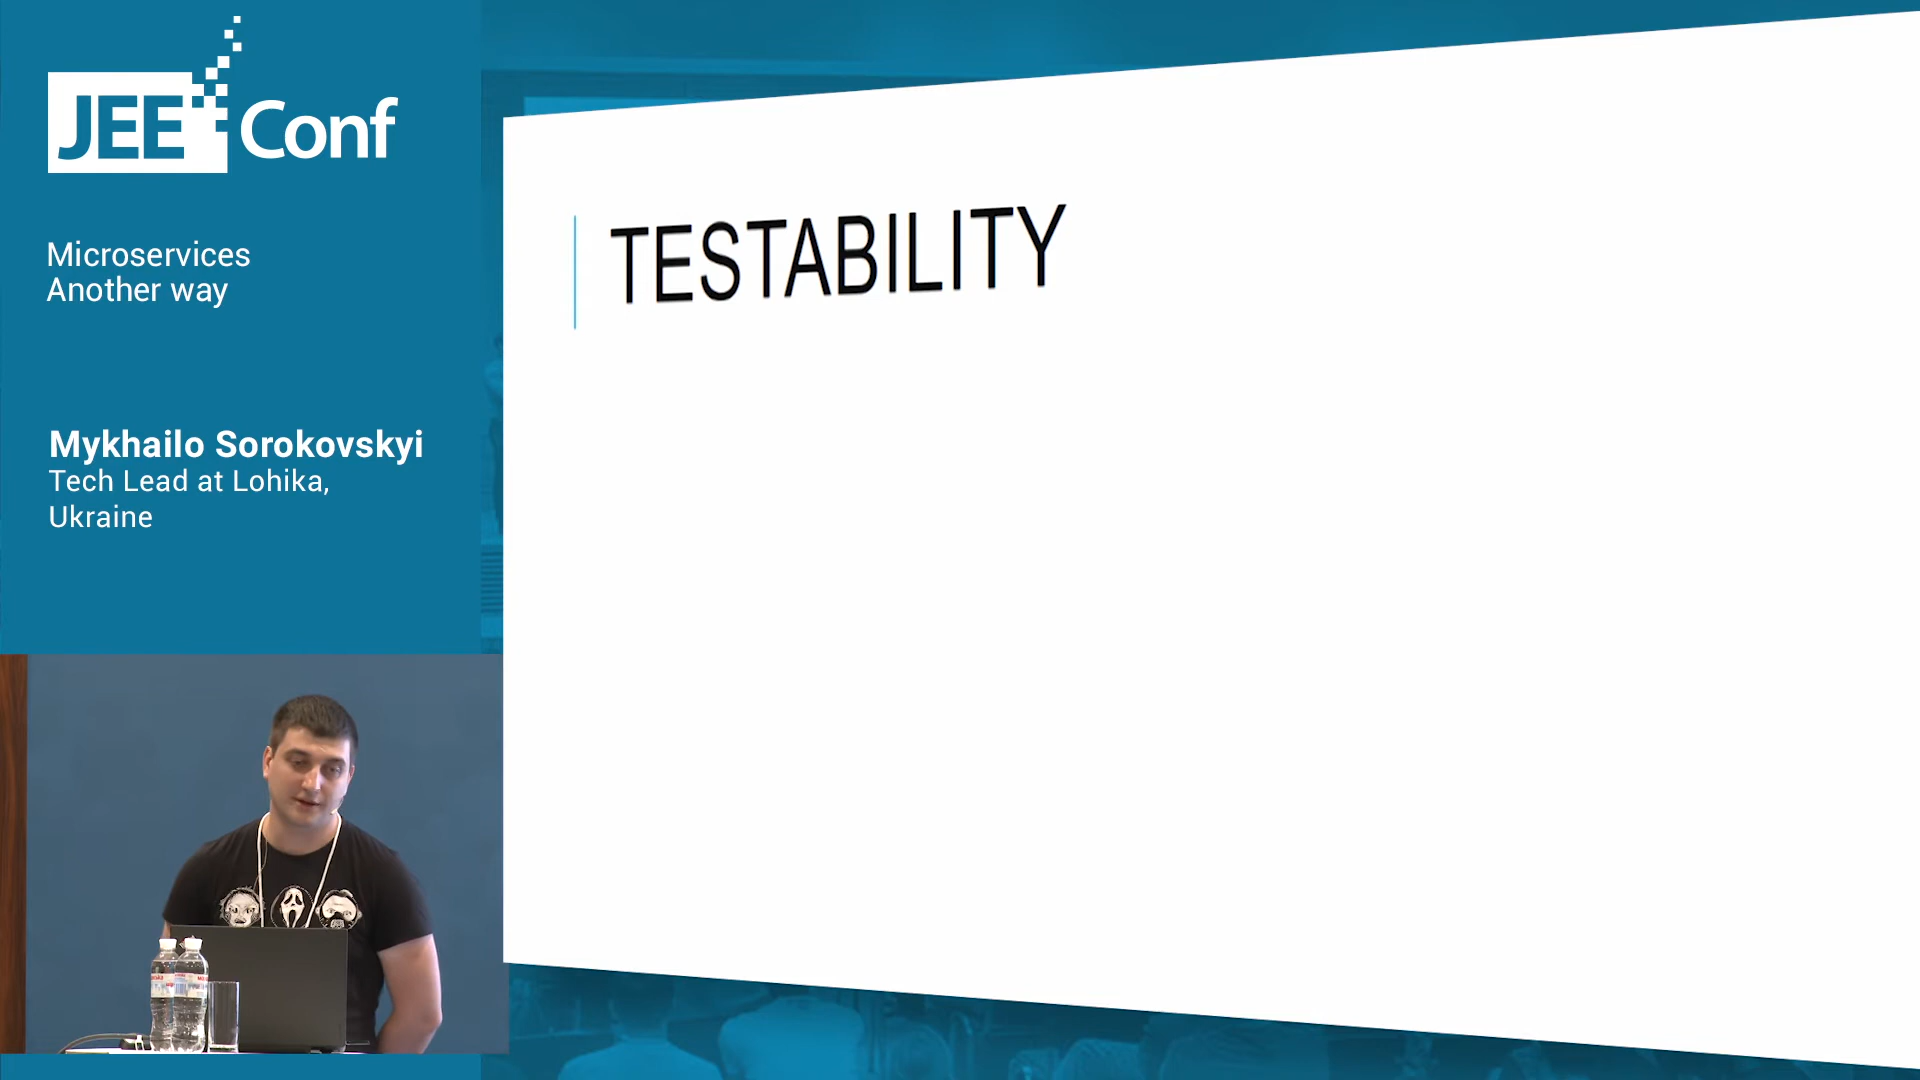 JEE Conf
Microservices
Another way
Mykhailo Sorokovskyi
Tech Lead at Lohika,
Ukraine
TESTABILITY